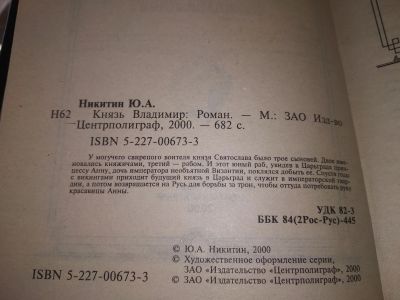 Никитин Ю.А.
Н62 Князь Владимир: Роман. — М.: ЗАО Изд-во
Центрполиграф, 2000. — 682 с.
ISBN 5-227-00673-3
У могучего свирепого воителя князя Святослава было трое сыновей. Двое име-
новались княжичами, третий — рабом. И этот юный раб, увидев в Царьграде прин-
цессу Анну, дочь императора необъятной Византии, поклялся добыть ее. Спустя годы
с викингами приходит будущий князь в Царьград и служит в императорской гвар-
дии, а потом возвращается на Русь для борьбы за трон, чтобы оттуда потребовать руку
красавицы Анны.
УДК 82-3
ББК 84(2Рос-Рус)-445
© Ю.А. Никитин, 2000
© Художественное оформление серии,
ЗАО «Издательство «Центрполиграф», 2000
© ЗАО «Издательство «Центрполиграф», 2000
ISBN 5-227-00673-3